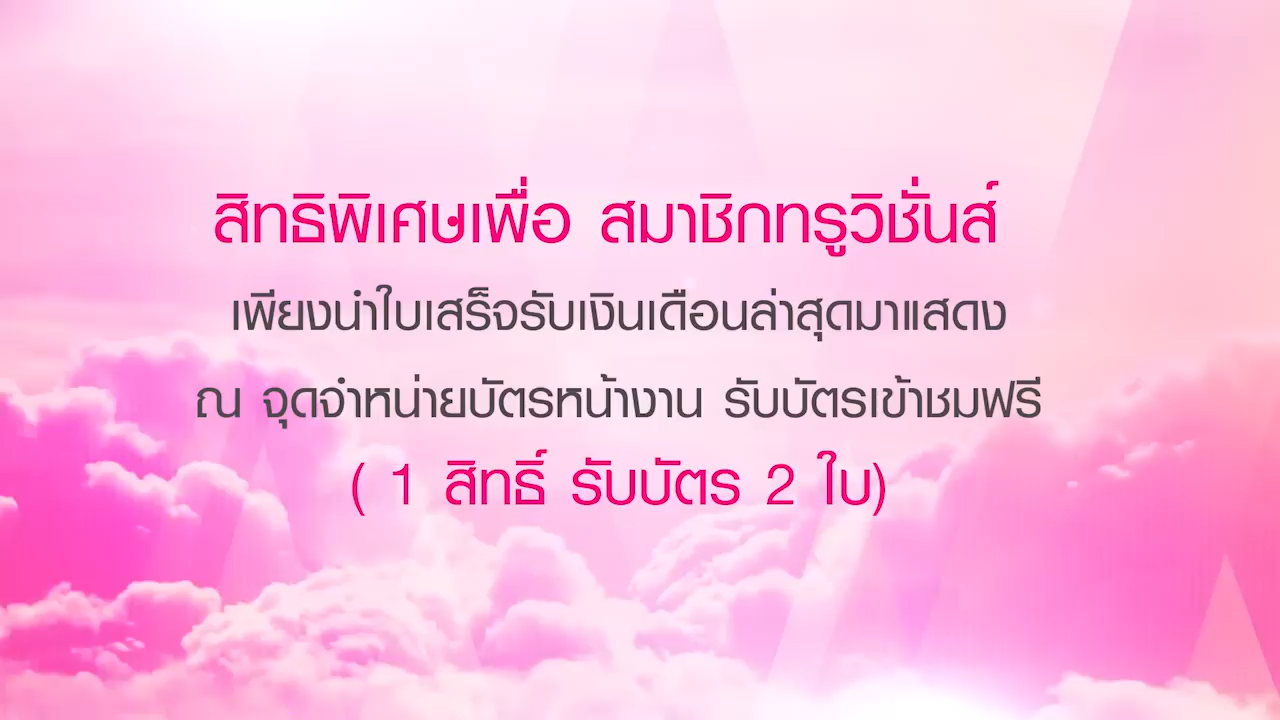 สิทธิพิเศษเพื่อ สมาชิกทรูวิชั่นส์
เพียงนำใบเสร็จรับเงินเดือนล่าสุดมาแสดง
ณ จุดจำหน่ายบัตรหน้างาน รับบัตรเข้าชมฟรี
( 1 สิทธิ์ รับบัตร 2 ใบ)